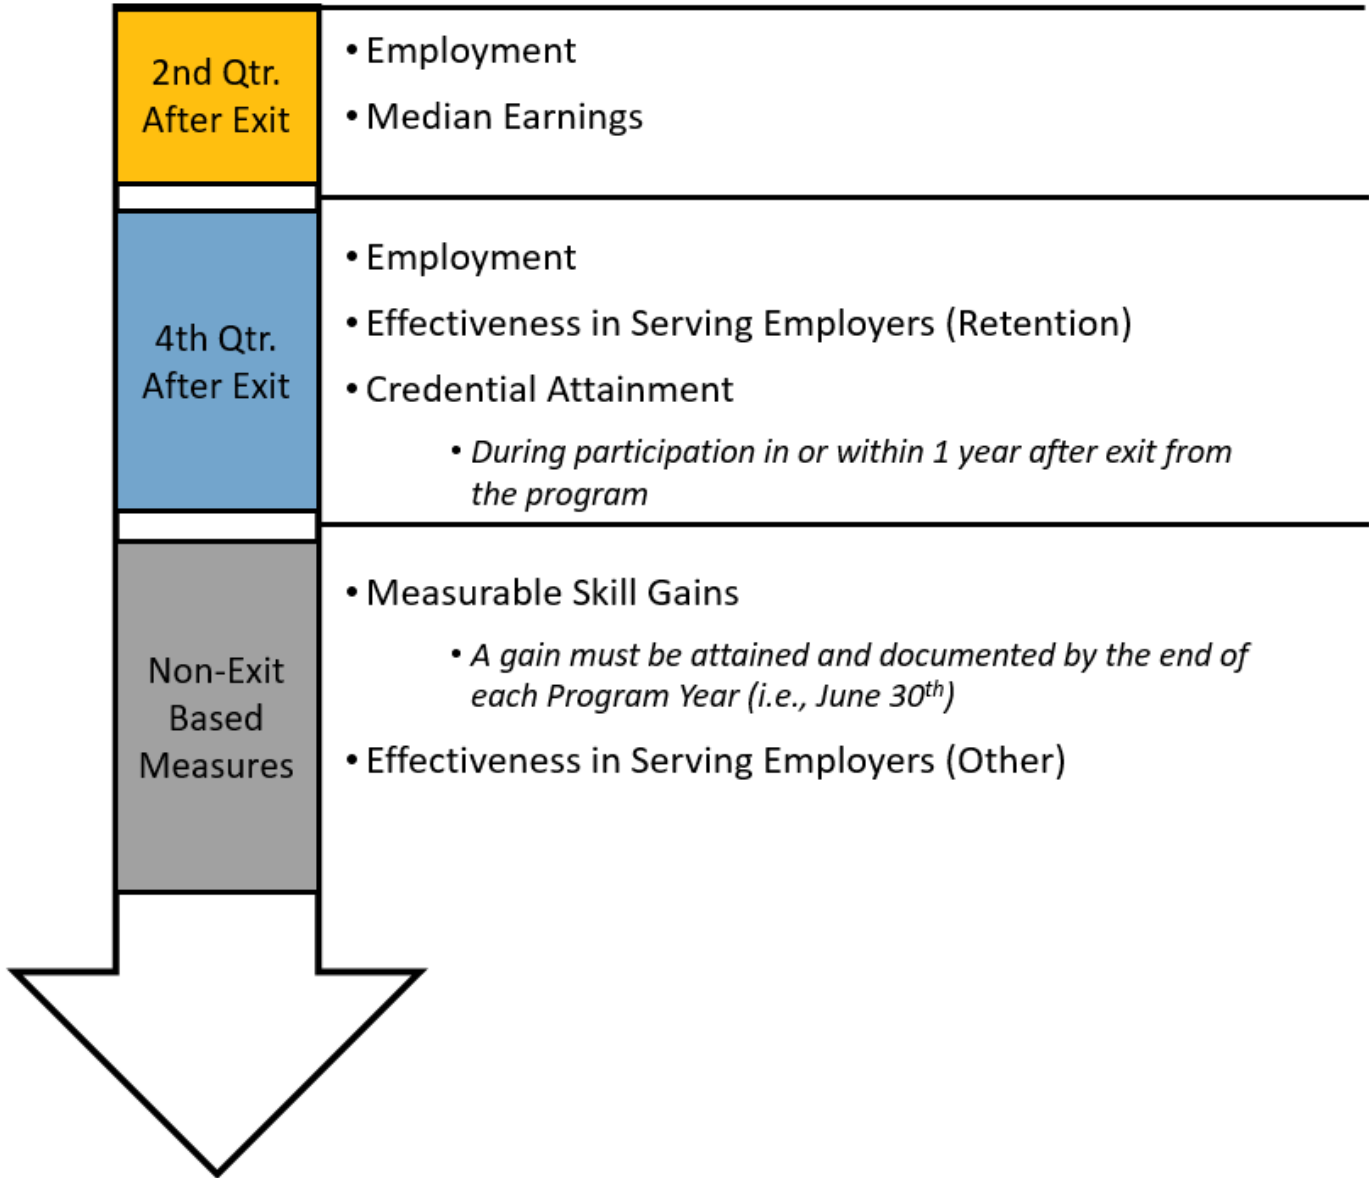 2nd Qtr.
After Exit
• Employment
• Median Earnings
4th Qtr.
After Exit
• Employment
• Effectiveness in Serving Employers (Retention)
• Credential Attainment
• During participation in or within 1 year after exit from
the program
Non-Exit
Based
Measures
• Measurable Skill Gains
• A gain must be attained and documented by the end of
each Program Year (i.e., June 30th)
• Effectiveness in Serving Employers (Other)